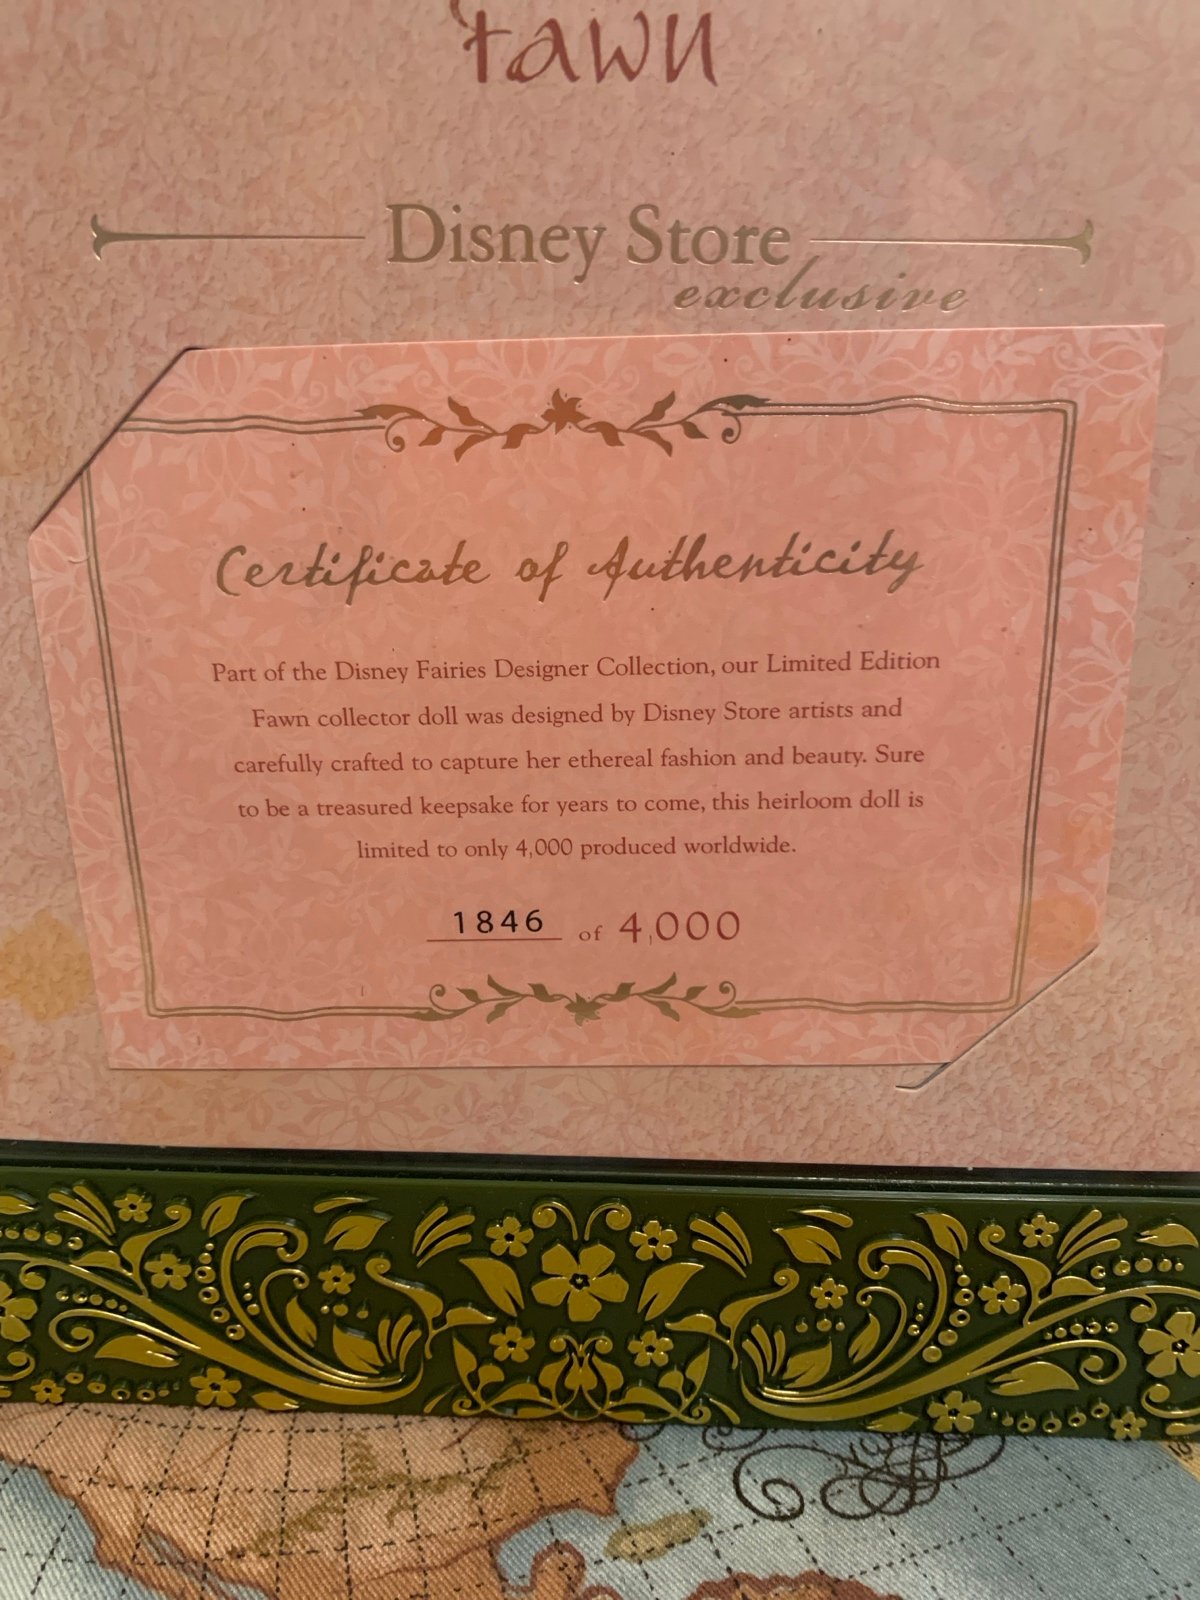 Fawn
Disney Store
exclusive
Certificate of Authenticity
Part of the Disney Fairies Designer Collection, our Limited Edition
Fawn collector doll was designed by Disney Store artists and
carefully crafted to capture her ethereal fashion and beauty. Sure
to be a treasured keepsake for years to come, this heirloom doll is
limited to only 4,000 produced worldwide.
1846 of 4,000